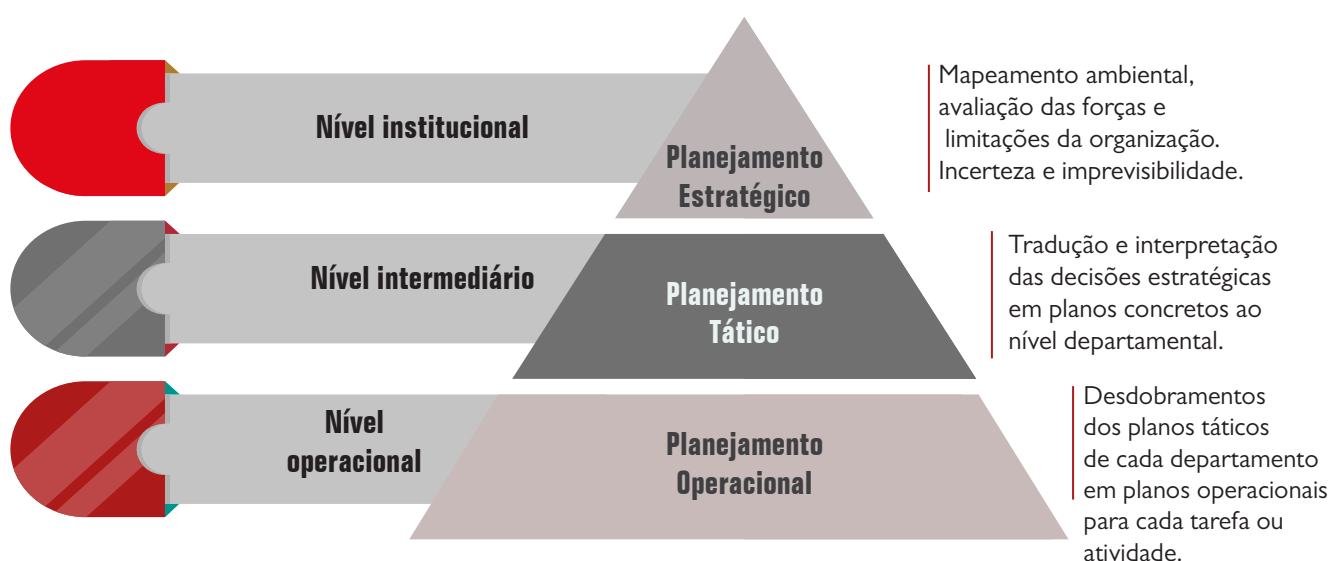 Nível institucional
Planejamento
Estratégico
Mapeamento ambiental,
avaliação das forças e
limitações da organização.
Incerteza e imprevisibilidade.
Nível intermediário
Planejamento
Tático
Tradução e interpretação
das decisões estratégicas
em planos concretos ao
nível departamental.
Nível
operacional
Planejamento
Operacional
Desdobramentos
dos planos táticos
de cada departamento
em planos operacionais
para cada tarefa ou
atividade.